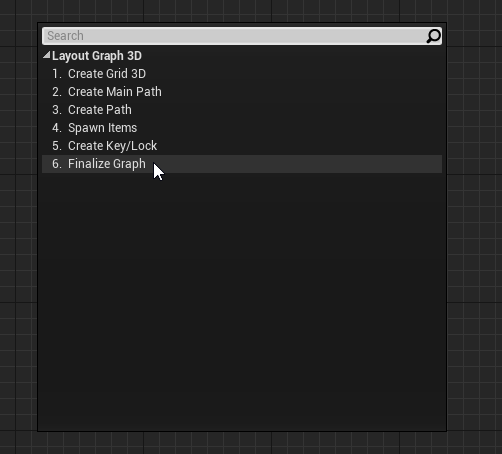 Search
Layout Graph 3D
1. Create Grid 3D
2. Create Main Path
3. Create Path
4. Spawn Items
5. Create Key/Lock
6. Finalize Graph